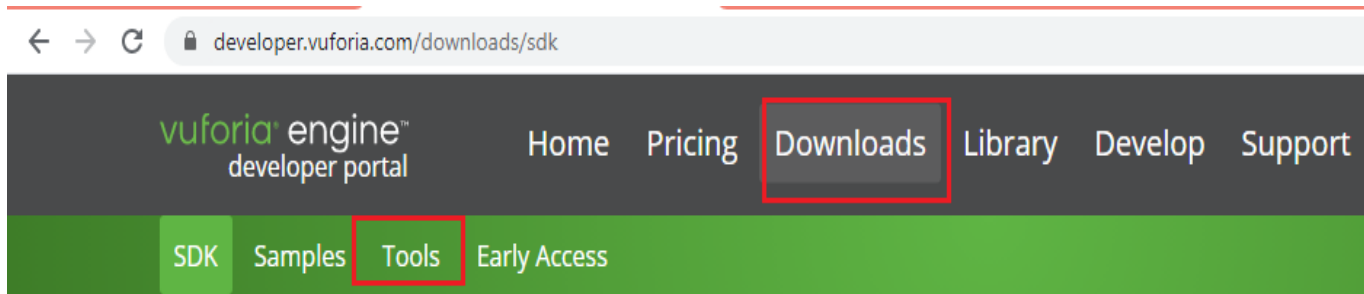 developer.vuforia.com/downloads/sdk
vuforia® engine™
developer portal
Home Pricing Downloads Library Develop Support
SDK Samples Tools Early Access